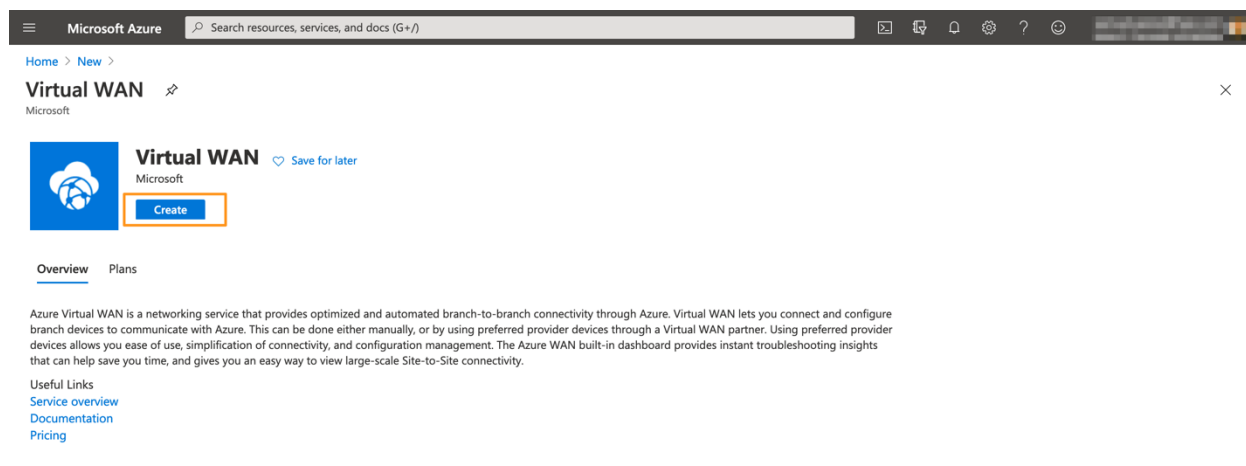 Microsoft Azure
Search resources, services, and docs (G+/)
Home > New >
Virtual WAN
Microsoft
Virtual WAN
Save for later
Microsoft
Create
Overview Plans
Azure Virtual WAN is a networking service that provides optimized and automated branch-to-branch connectivity through Azure. Virtual WAN lets you connect and configure
branch devices to communicate with Azure. This can be done either manually, or by using preferred provider devices through a Virtual WAN partner. Using preferred provider
devices allows you ease of use, simplification of connectivity, and configuration management. The Azure WAN built-in dashboard provides instant troubleshooting insights
that can help save you time, and gives you an easy way to view large-scale Site-to-Site connectivity.
Useful Links
Service overview
Documentation
Pricing